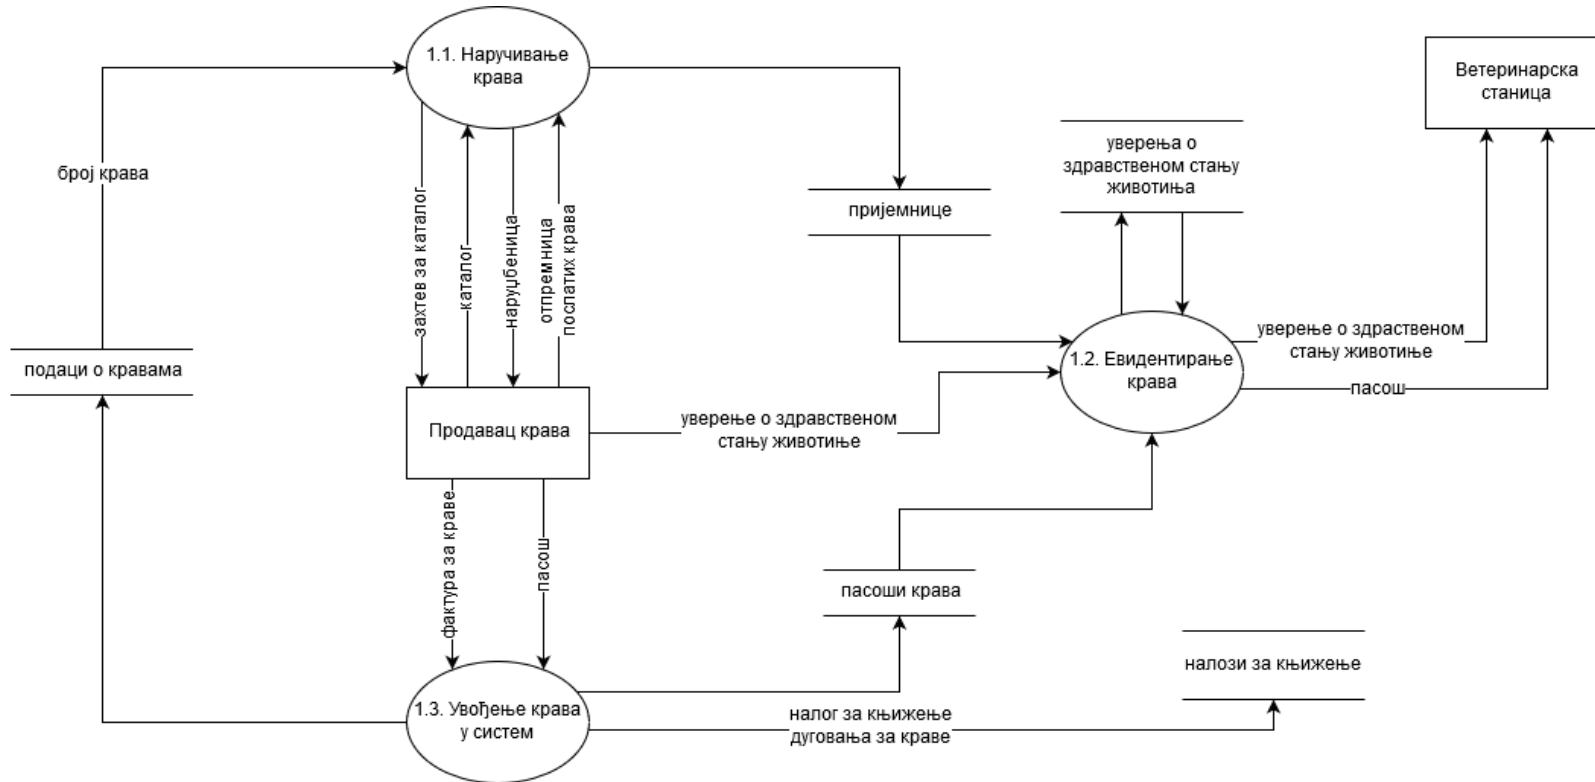 1.1. Наручивање
крава
Ветеринарска
станица
број крава
захтев за каталог
каталог
наруџбеница
отпремница
послатих крава
уверења о
здравственом стању
животиња
пријемнице
подаци о кравама
1.2. Евидентирање
крава
уверење о здраственом
стању животиње
пасош
Продавац крава
уверење о здравственом
стању животиње
фактура за краве
пасош
пасоши крава
налози за књижење
1.3. Увођење крава
у систем
налог за књижење
дуговања за краве